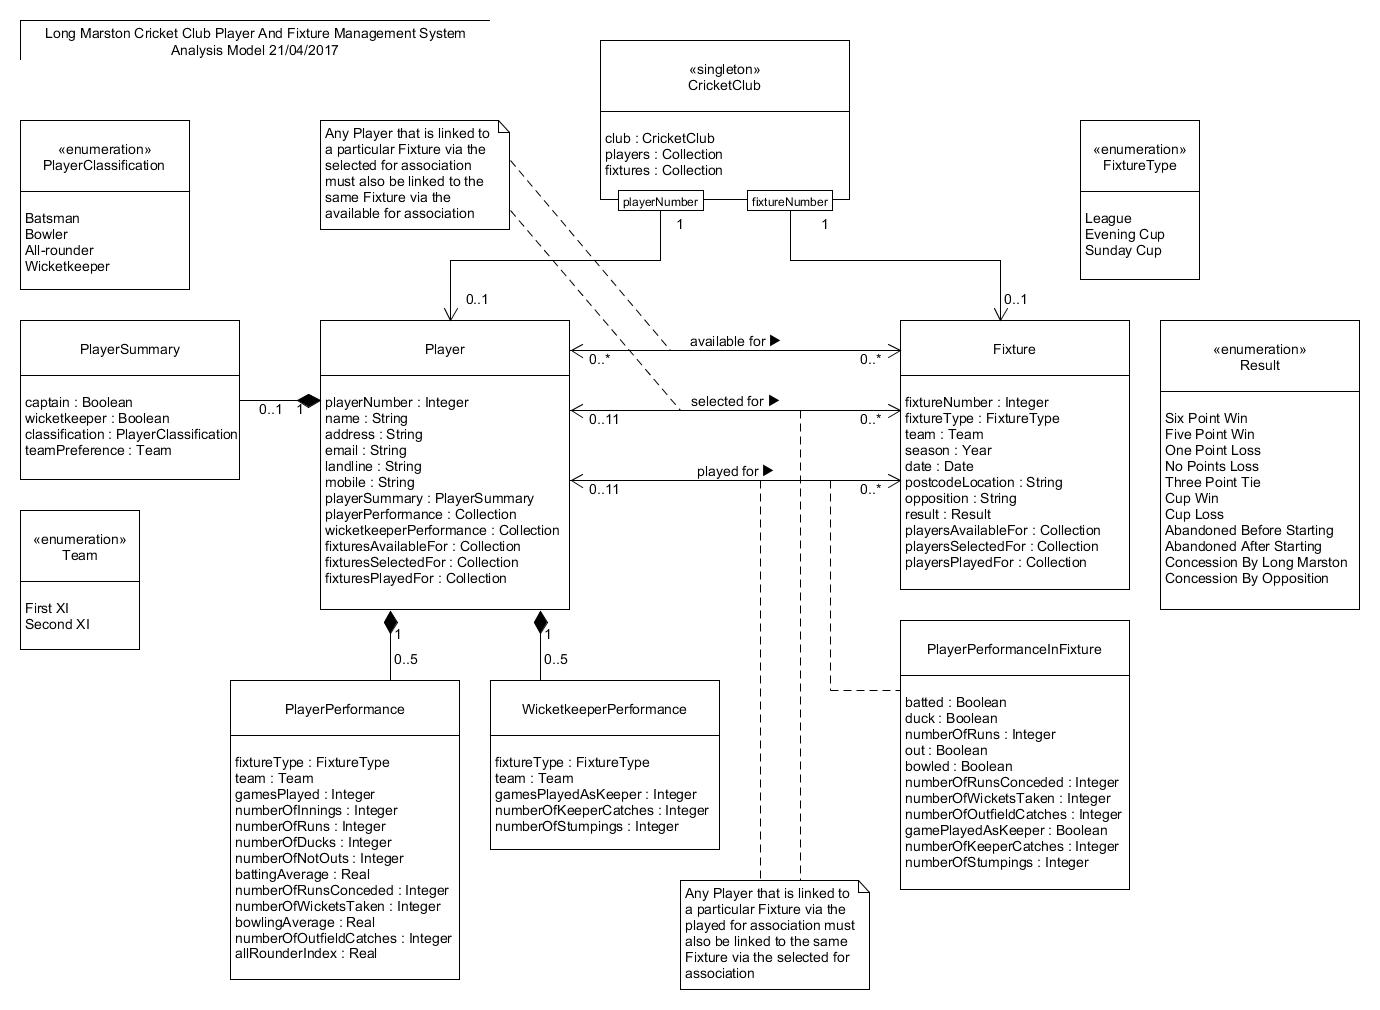 Long Marston Cricket Club Player And Fixture Management System
Analysis Model 21/04/2017
«singleton»
CricketClub
club : CricketClub
players : Collection
fixtures : Collection
playerNumber
fixtureNumber
1
1
0..1
0..1
«enumeration»
PlayerClassification
Batsman
Bowler
All-rounder
Wicketkeeper
Any Player that is linked to
a particular Fixture via the
selected for association
must also be linked to the
same Fixture via the
available for association
«enumeration»
FixtureType
League
Evening Cup
Sunday Cup
PlayerSummary
captain : Boolean
wicketkeeper : Boolean
classification : PlayerClassification
teamPreference : Team
0..1
1
Player
playerNumber : Integer
name : String
address : String
email : String
landline : String
mobile : String
playerSummary : PlayerSummary
playerPerformance : Collection
wicketkeeperPerformance : Collection
fixturesAvailableFor : Collection
fixturesSelectedFor : Collection
fixturesPlayedFor : Collection
available for
0..*
0..*
selected for
0..11
0..*
played for
0..11
0..*
Fixture
fixtureNumber : Integer
fixtureType : FixtureType
team : Team
season : Year
date : Date
postcodeLocation : String
opposition : String
result : Result
playersAvailableFor : Collection
playersSelectedFor : Collection
playersPlayedFor : Collection
«enumeration»
Result
Six Point Win
Five Point Win
One Point Loss
No Points Loss
Three Point Tie
Cup Win
Cup Loss
Abandoned Before Starting
Abandoned After Starting
Concession By Long Marston
Concession By Opposition
«enumeration»
Team
First XI
Second XI
1
0..5
1
0..5
PlayerPerformance
fixtureType : FixtureType
team : Team
gamesPlayed : Integer
numberOfInnings : Integer
numberOfRuns : Integer
numberOfDucks : Integer
numberOfNotOuts : Integer
battingAverage : Real
numberOfRunsConceded : Integer
numberOfWicketsTaken : Integer
bowlingAverage : Real
numberOfOutfieldCatches : Integer
allRounderIndex : Real
WicketkeeperPerformance
fixtureType : FixtureType
team : Team
gamesPlayedAsKeeper : Integer
numberOfKeeperCatches : Integer
numberOfStumpings : Integer
PlayerPerformanceInFixture
batted : Boolean
duck : Boolean
numberOfRuns : Integer
out : Boolean
bowled : Boolean
numberOfRunsConceded : Integer
numberOfWicketsTaken : Integer
numberOfOutfieldCatches : Integer
gamePlayedAsKeeper : Boolean
numberOfKeeperCatches : Integer
numberOfStumpings : Integer
Any Player that is linked to
a particular Fixture via the
played for association must
also be linked to the same
Fixture via the selected for
association